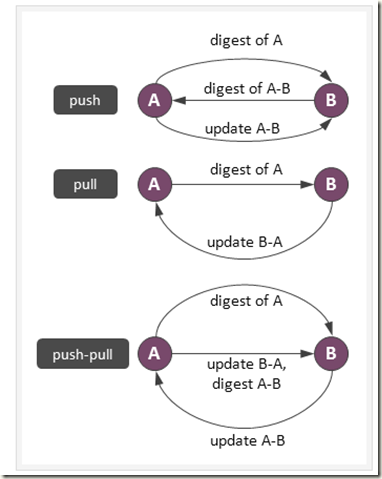 digest of A
push
A
digest of A-B
B
update A-B
digest of A
pull
A
B
update B-A
digest of A
push-pull
A
B
update B-A,
digest A-B
update A-B